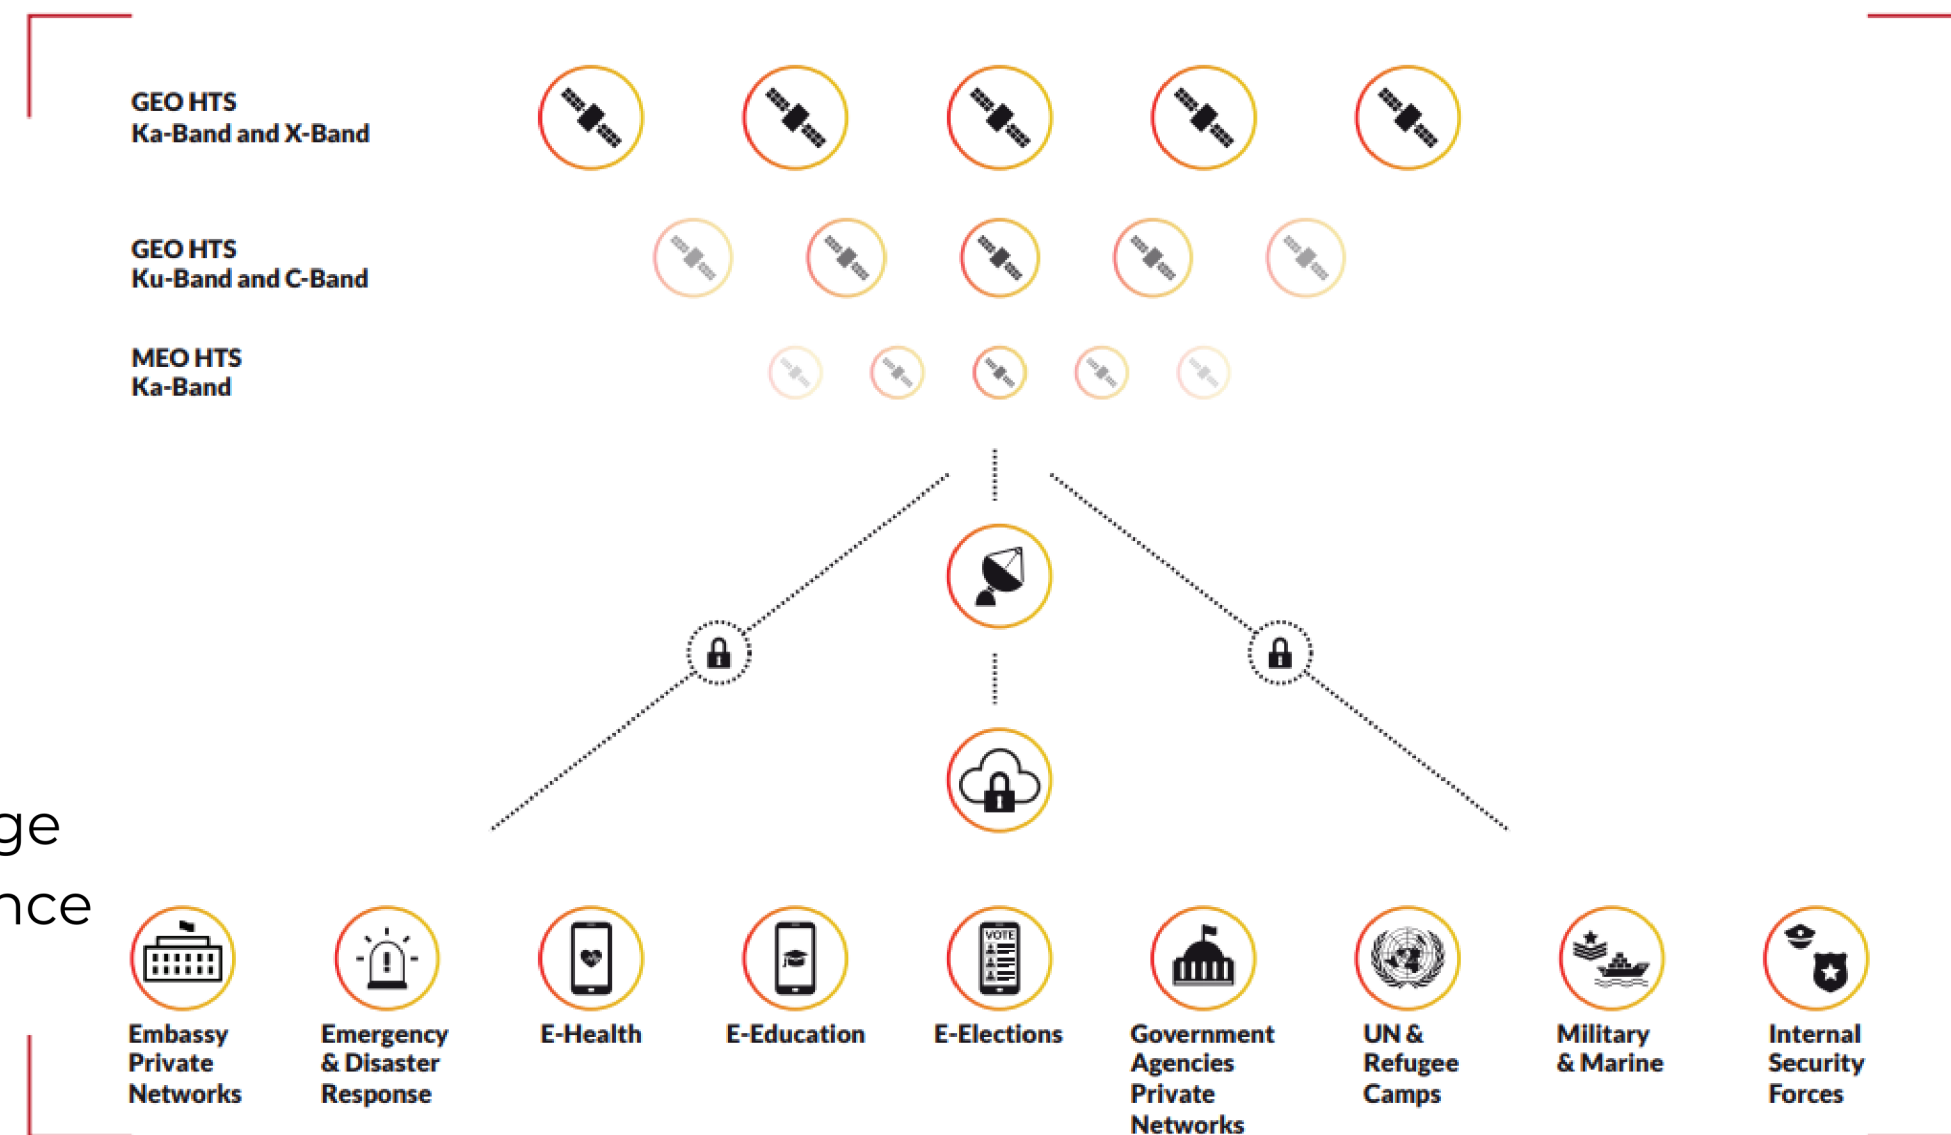 GEO HTS
Ka-Band and X-Band
GEO HTS
Ku-Band and C-Band
MEO HTS
Ka-Band
ge
nce
VOTE
Embassy
Private
Networks
Emergency
& Disaster
Response
E-Health
E-Education
E-Elections
Government
Agencies
Private
Networks
UN &
Refugee
Camps
Military
& Marine
Internal
Security
Forces